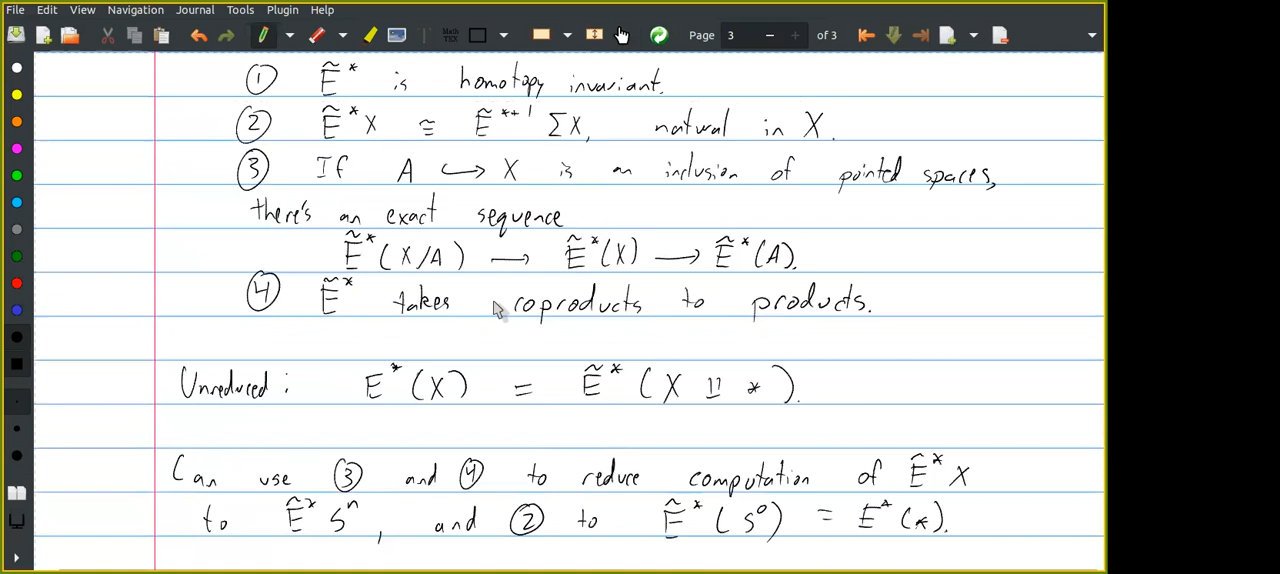 File Edit View Navigation Journal Tools Plugin Help
Page 3 of 3
① Ẽ* is homotopy invariant.
② Ẽ*X ≅ Ẽ*+1 ΣX, natural in X.
③ If A ↪ X is an inclusion of pointed spaces,
there's an exact sequence
Ẽ*(X/A) → Ẽ*(X) → Ẽ*(A).
④ Ẽ* takes coproducts to products.
Unreduced: E*(X) = Ẽ*(X ⨿ *).
Can use ③ and ④ to reduce computation of Ẽ*X
to Ẽ*Sⁿ, and ② to Ẽ*(S⁰) = E*(*).